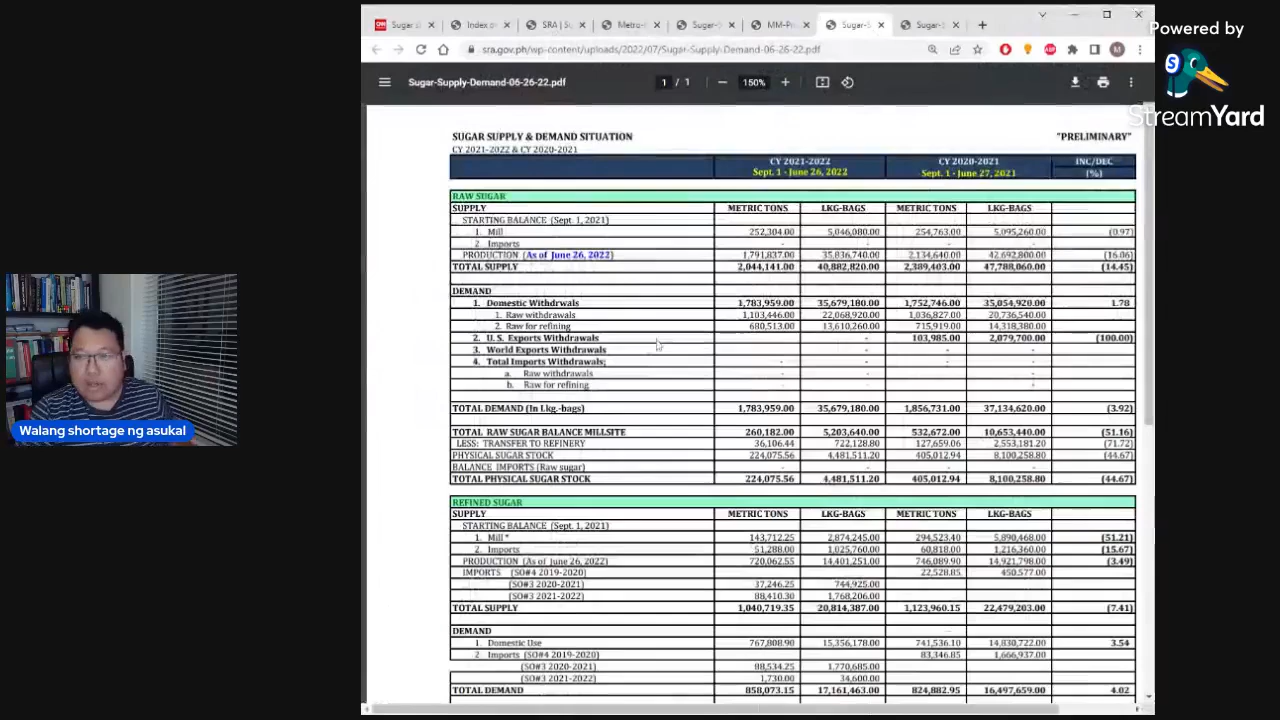 Sugar s
Index p
SRA | S
Metro-
Sugar-
MM-P
Sugar-S
Sugar-
sra.gov.ph/wp-content/uploads/2022/07/Sugar-Supply-Demand-06-26-22.pdf
Sugar-Supply-Demand-06-26-22.pdf 1 / 1 150%
Powered by
StreamYard
SUGAR SUPPLY & DEMAND SITUATION "PRELIMINARY"
CY 2021-2022 & CY 2020-2021
CY 2021-2022 CY 2020-2021 INC/DEC
Sept. 1 - June 26, 2022 Sept. 1 - June 27, 2021 (%)
RAW SUGAR
SUPPLY METRIC TONS LKG-BAGS METRIC TONS LKG-BAGS
STARTING BALANCE (Sept. 1, 2021)
1. Mill 252,304.00 5,046,080.00 254,763.00 5,095,260.00 (0.97)
2 Imports - - - -
PRODUCTION (As of June 26, 2022) 1,791,837.00 35,836,740.00 2,134,640.00 42,692,800.00 (16.06)
TOTAL SUPPLY 2,044,141.00 40,882,820.00 2,389,403.00 47,788,060.00 (14.45)
DEMAND
1. Domestic Withdrwals 1,783,959.00 35,679,180.00 1,752,746.00 35,054,920.00 1.78
1. Raw withdrawals 1,103,446.00 22,068,920.00 1,036,827.00 20,736,540.00
2. Raw for refining 680,513.00 13,610,260.00 715,919.00 14,318,380.00
2. U.S. Exports Withdrawals - 103,985.00 2,079,700.00 (100.00)
3. World Exports Withdrawals - - -
4. Total Imports Withdrawals; - - - -
a. Raw withdrawals - - -
b. Raw for refining - - -
TOTAL DEMAND (In Lkg.-bags) 1,783,959.00 35,679,180.00 1,856,731.00 37,134,620.00 (3.92)
TOTAL RAW SUGAR BALANCE MILLSITE 260,182.00 5,203,640.00 532,672.00 10,653,440.00 (51.16)
LESS: TRANSFER TO REFINERY 36,106.44 722,128.80 127,659.06 2,553,181.20 (71.72)
PHYSICAL SUGAR STOCK 224,075.56 4,481,511.20 405,012.94 8,100,258.80 (44.67)
BALANCE IMPORTS (Raw sugar) - - - -
TOTAL PHYSICAL SUGAR STOCK 224,075.56 4,481,511.20 405,012.94 8,100,258.80 (44.67)
REFINED SUGAR
SUPPLY METRIC TONS LKG-BAGS METRIC TONS LKG-BAGS
STARTING BALANCE (Sept. 1, 2021)
1. Mill * 143,712.25 2,874,245.00 294,523.40 5,890,468.00 (51.21)
2. Imports 51,288.00 1,025,760.00 60,818.00 1,216,360.00 (15.67)
PRODUCTION (As of June 26, 2022) 720,062.55 14,401,251.00 746,089.90 14,921,798.00 (3.49)
IMPORTS (SO#4 2019-2020) 22,528.85 450,577.00
(SO#3 2020-2021) 37,246.25 744,925.00
(SO#3 2021-2022) 88,410.30 1,768,206.00
TOTAL SUPPLY 1,040,719.35 20,814,387.00 1,123,960.15 22,479,203.00 (7.41)
DEMAND
1. Domestic Use 767,808.90 15,356,178.00 741,536.10 14,830,722.00 3.54
2 Imports (SO#4 2019-2020) 83,346.85 1,666,937.00
(SO#3 2020-2021) 88,534.25 1,770,685.00
(SO#3 2021-2022) 1,730.00 34,600.00
TOTAL DEMAND 858,073.15 17,161,463.00 824,882.95 16,497,659.00 4.02
Walang shortage ng asukal